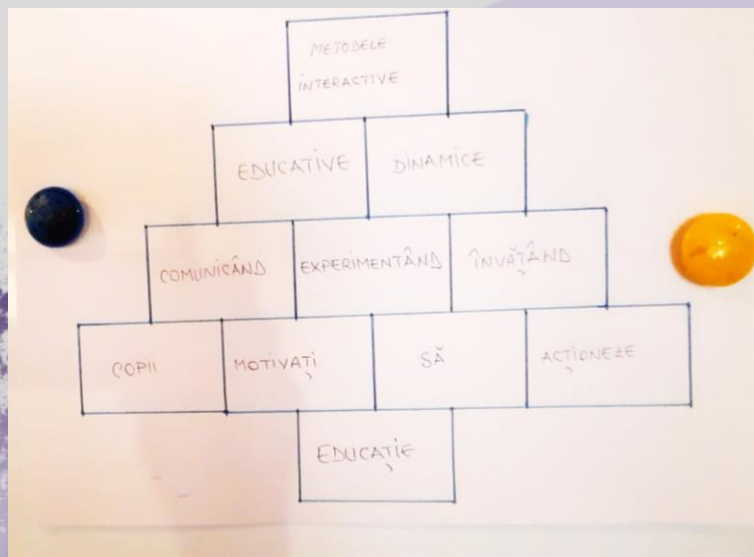 METODELE
INTERACTIVE
EDUCATIVE DINAMICE
COMUNICÂND EXPERIMENTÂND ÎNVĂȚÂND
COPII MOTIVAȚI SĂ ACȚIONEZE
EDUCAȚIE